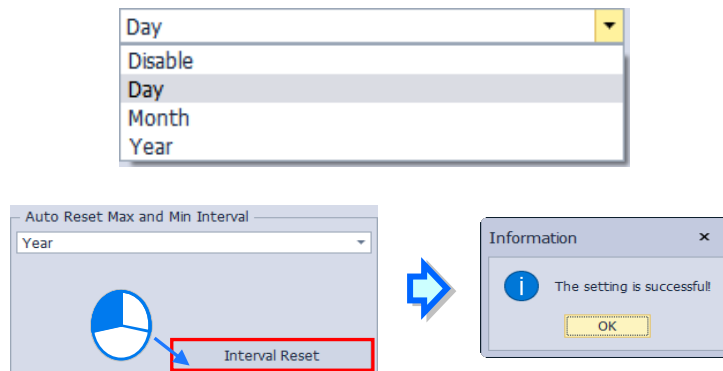 Day
Disable
Day
Month
Year
Auto Reset Max and Min Interval
Year
Interval Reset
Information
The setting is successful!
OK